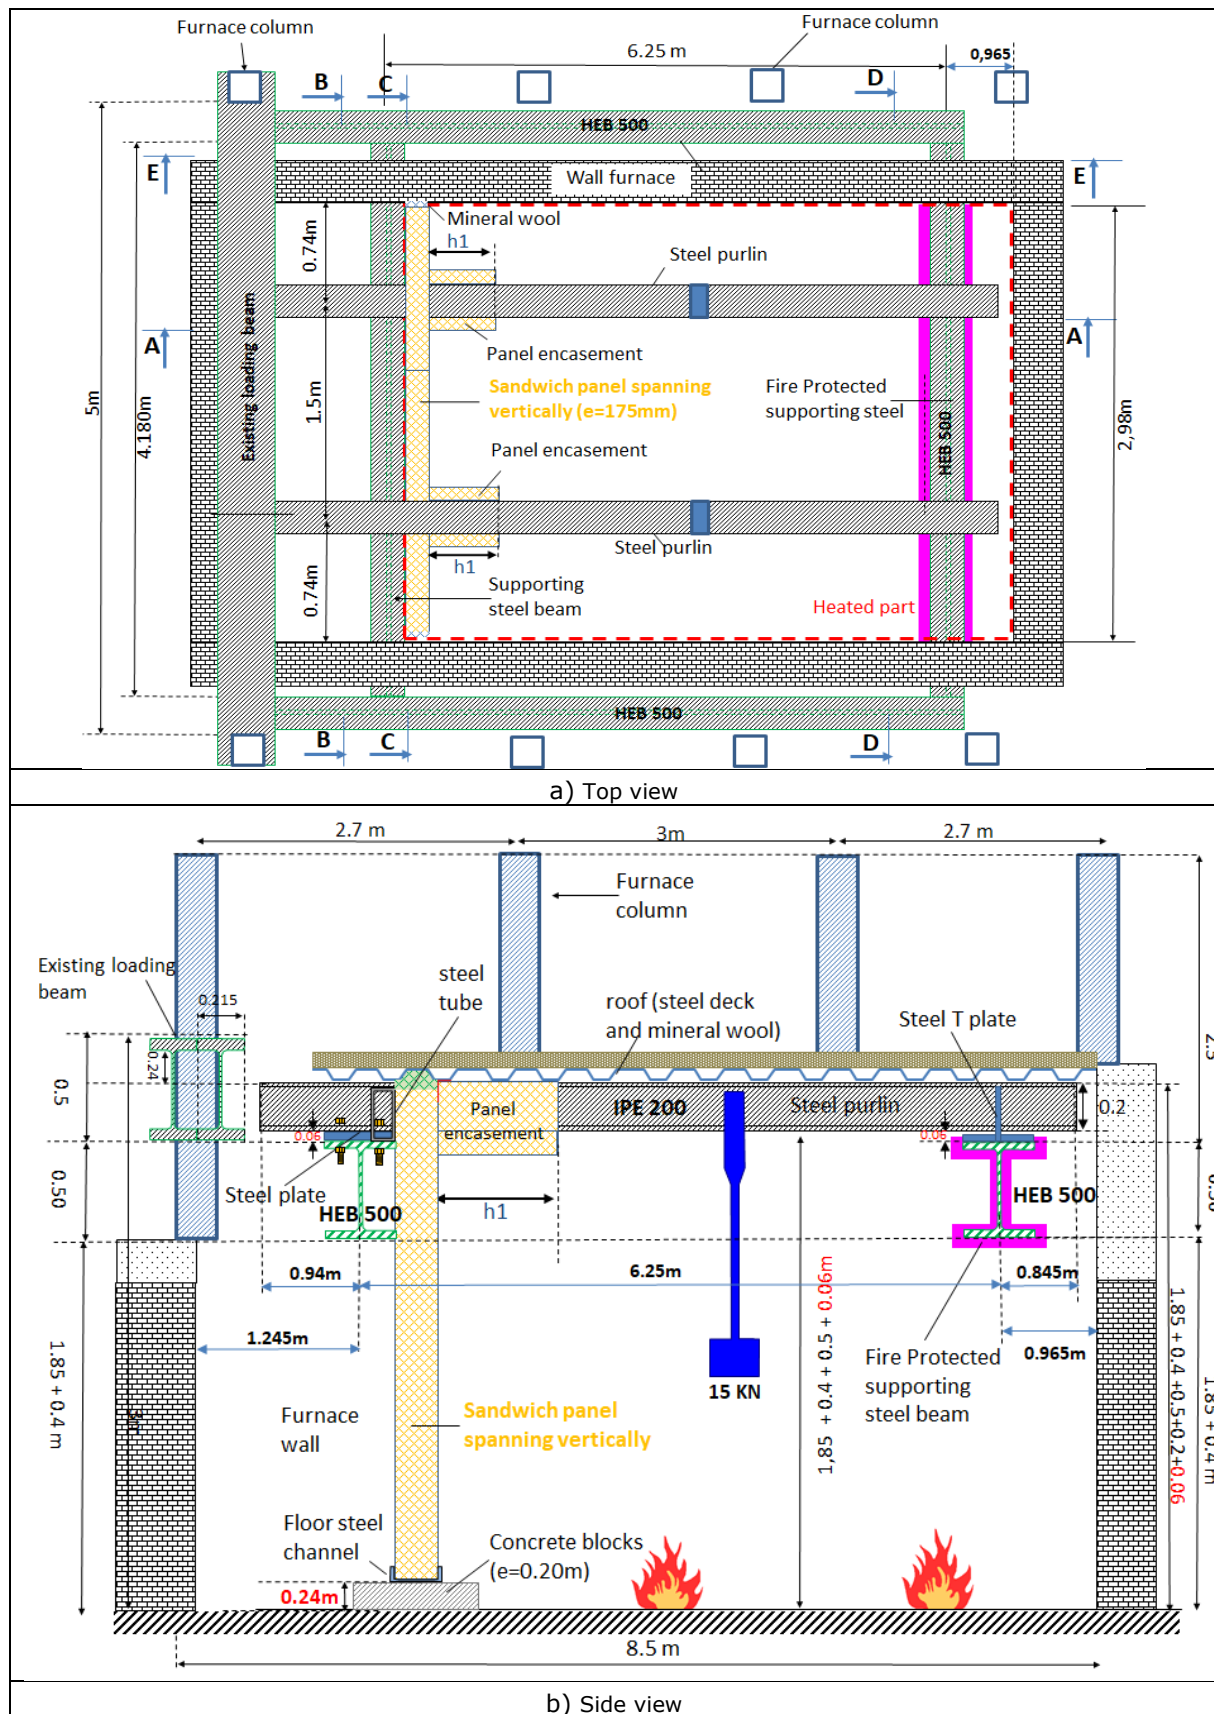 Furnace column
Furnace column
6.25 m
0,965
B
C
D
HEB 500
E
E
Wall furnace
Mineral wool
h1
0.74m
Steel purlin
Existing loading beam
A
A
Panel encasement
5m
4.180m
1.5m
Sandwich panel spanning
vertically (e=175mm)
Fire Protected
supporting steel
HEB 500
2,98m
Panel encasement
Steel purlin
h1
0.74m
Supporting
steel beam
Heated part
HEB 500
B
C
D
a) Top view
2.7 m
3m
2.7 m
Furnace
column
Existing loading
beam
0.215
steel
tube
roof (steel deck
and mineral wool)
Steel T plate
2.5
0.24
0.5
Panel
encasement
IPE 200
Steel purlin
0.2
0.06
0.06
Steel plate
HEB 500
h1
HEB 500
0.50
0.50
0.94m
6.25m
0.845m
1.245m
0.965m
1.85 + 0.4 m
15 KN
1,85 + 0.4 + 0.5 + 0.06m
Fire Protected
supporting
steel beam
1.85 + 0.4 +0.5+0.2+0.06
1.85 + 0.4 m
Furnace
wall
Sandwich panel
spanning vertically
Floor steel
channel
Concrete blocks
(e=0.20m)
0.24m
8.5 m
b) Side view